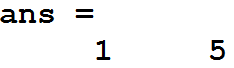 ans =
1 5